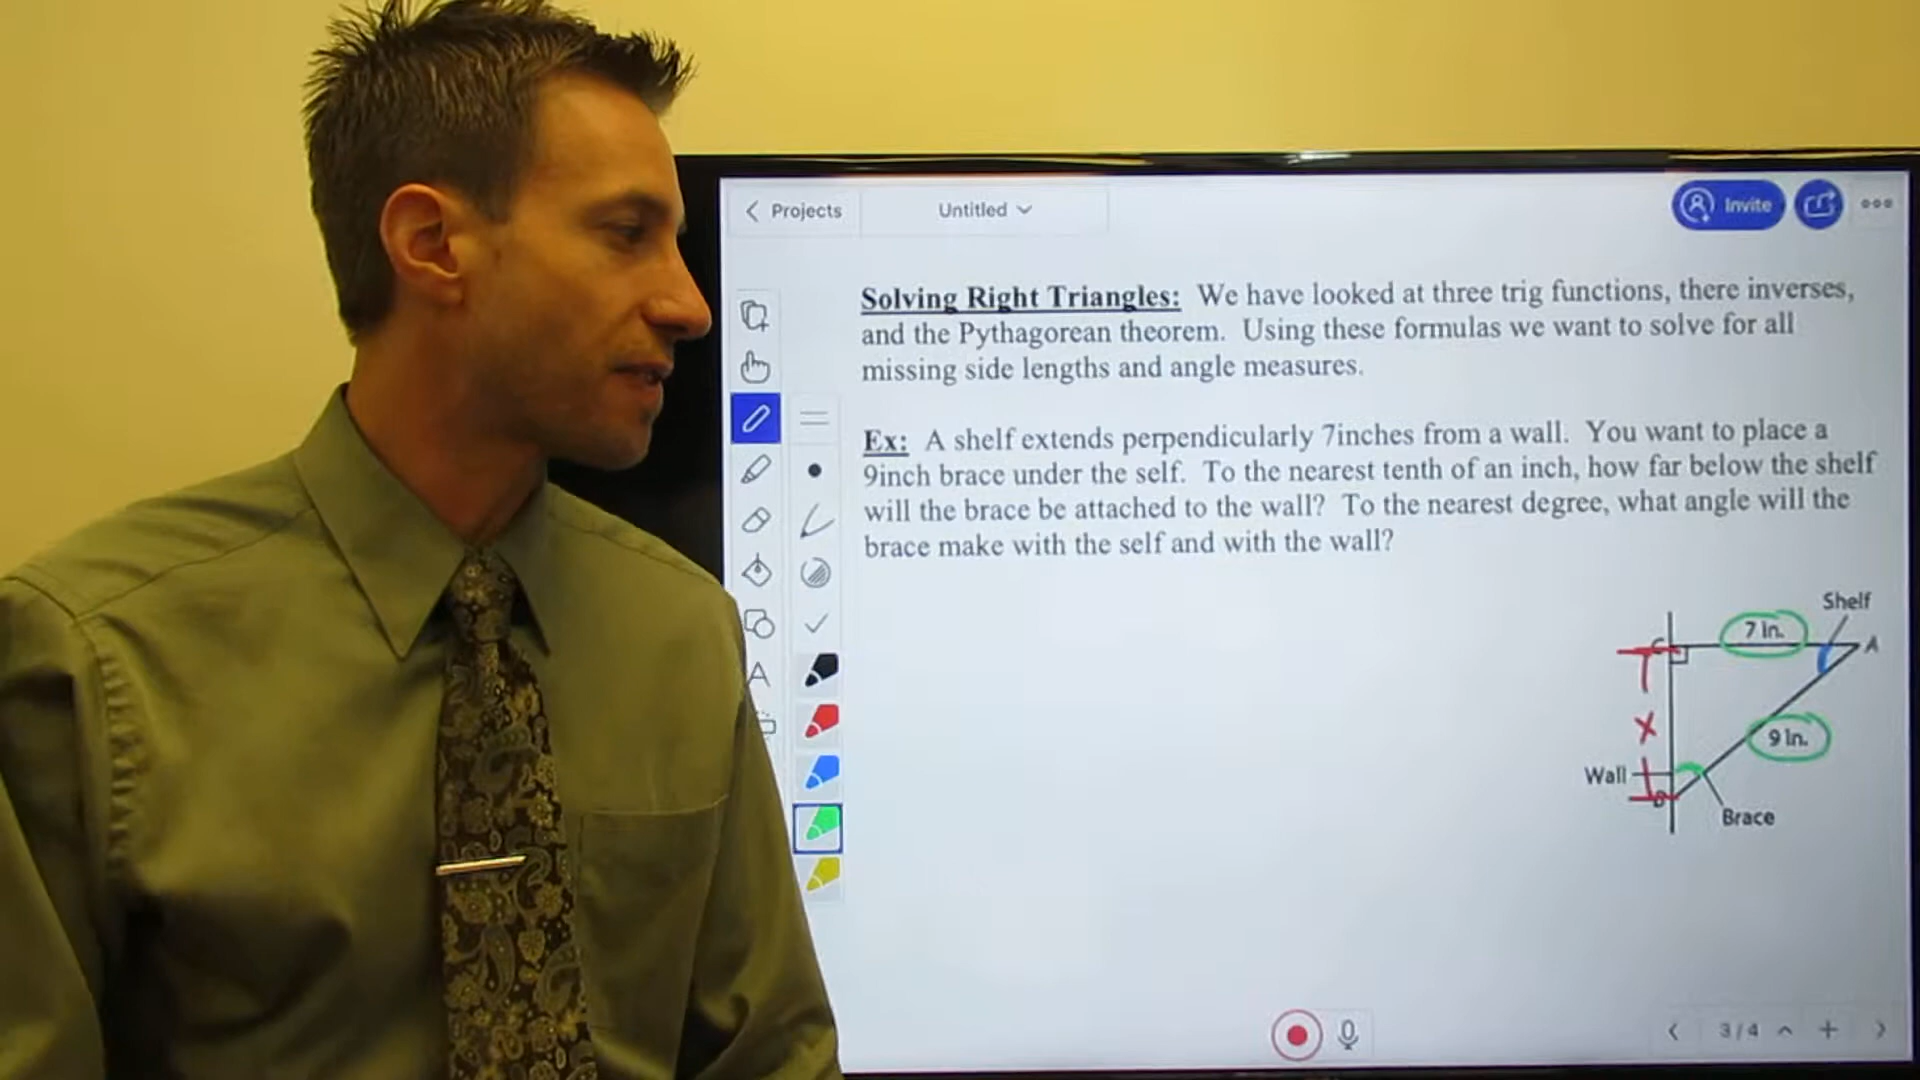 Projects
Untitled
Invite
Solving Right Triangles: We have looked at three trig functions, there inverses,
and the Pythagorean theorem. Using these formulas we want to solve for all
missing side lengths and angle measures.
Ex: A shelf extends perpendicularly 7inches from a wall. You want to place a
9inch brace under the self. To the nearest tenth of an inch, how far below the shelf
will the brace be attached to the wall? To the nearest degree, what angle will the
brace make with the self and with the wall?
A
Shelf
7 in.
A
C
x
9 in.
Wall
B
Brace
3/4